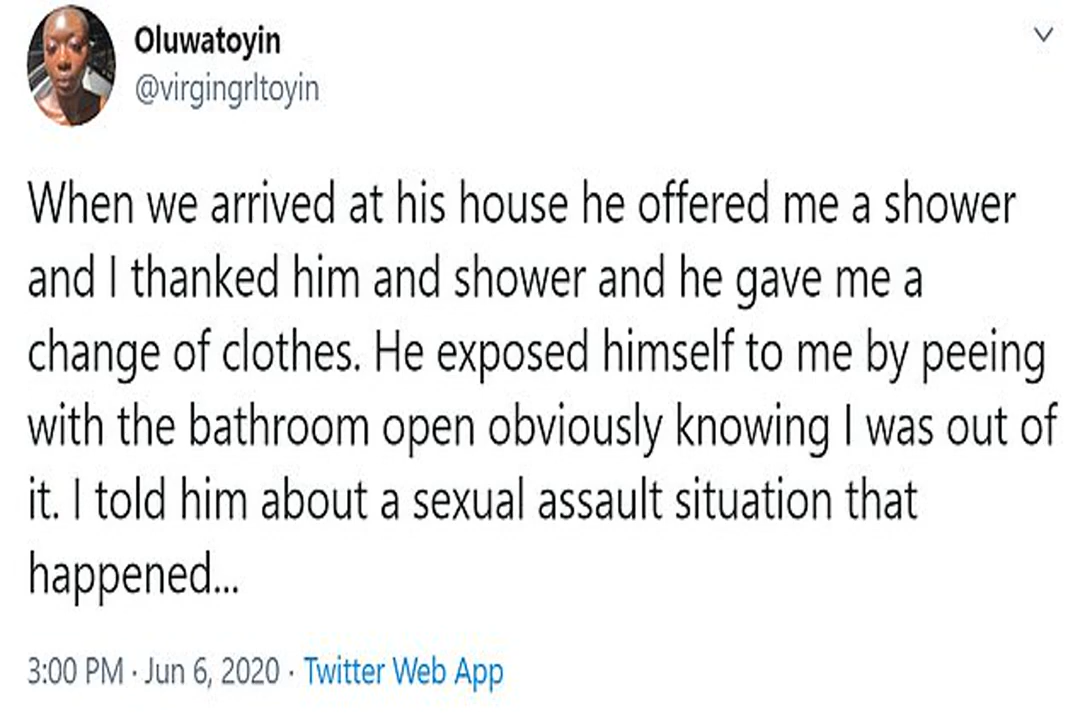 Oluwatoyin
@virgingrltoyin
When we arrived at his house he offered me a shower
and I thanked him and shower and he gave me a
change of clothes. He exposed himself to me by peeing
with the bathroom open obviously knowing I was out of
it. I told him about a sexual assault situation that
happened...
3:00 PM · Jun 6, 2020 · Twitter Web App